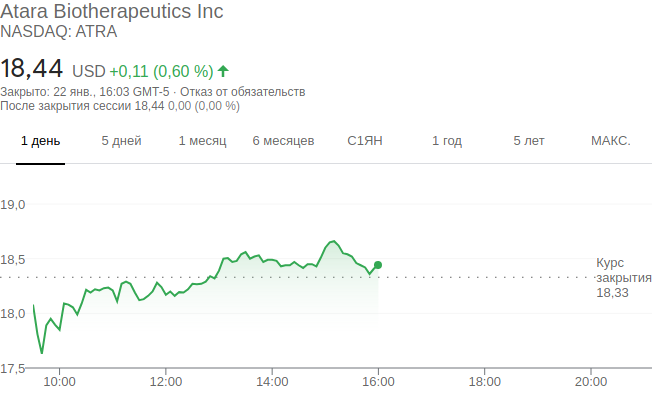 Atara Biotherapeutics Inc
NASDAQ: ATRA
18,44 USD +0,11 (0,60 %)
Закрыто: 22 янв., 16:03 GMT-5 · Отказ от обязательств
После закрытия сессии 18,44 0,00 (0,00 %)
1 день 5 дней 1 месяц 6 месяцев С1ЯН 1 год 5 лет МАКС.
19,0
18,5
18,0
17,5
Курс
закрытия
18,33
10:00 12:00 14:00 16:00 18:00 20:00